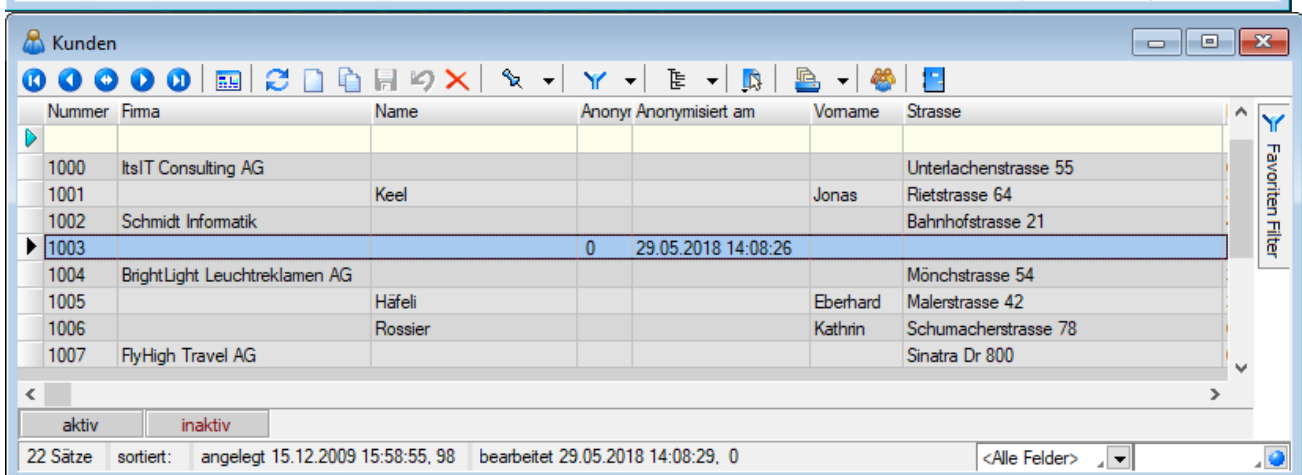 Kunden
Nummer Firma Name Anonyr Anonymisiert am Vorname Strasse
1000 ItsIT Consulting AG Unterlachenstrasse 55
1001 Keel Jonas Rietstrasse 64
1002 Schmidt Informatik Bahnhofstrasse 21
1003 0 29.05.2018 14:08:26
1004 BrightLight Leuchtreklamen AG Mönchstrasse 54
1005 Häfeli Eberhard Malerstrasse 42
1006 Rossier Kathrin Schumacherstrasse 78
1007 FlyHigh Travel AG Sinatra Dr 800
Favoriten Filter
aktiv inaktiv
22 Sätze sortiert: angelegt 15.12.2009 15:58:55, 98 bearbeitet 29.05.2018 14:08:29, 0 <Alle Felder>